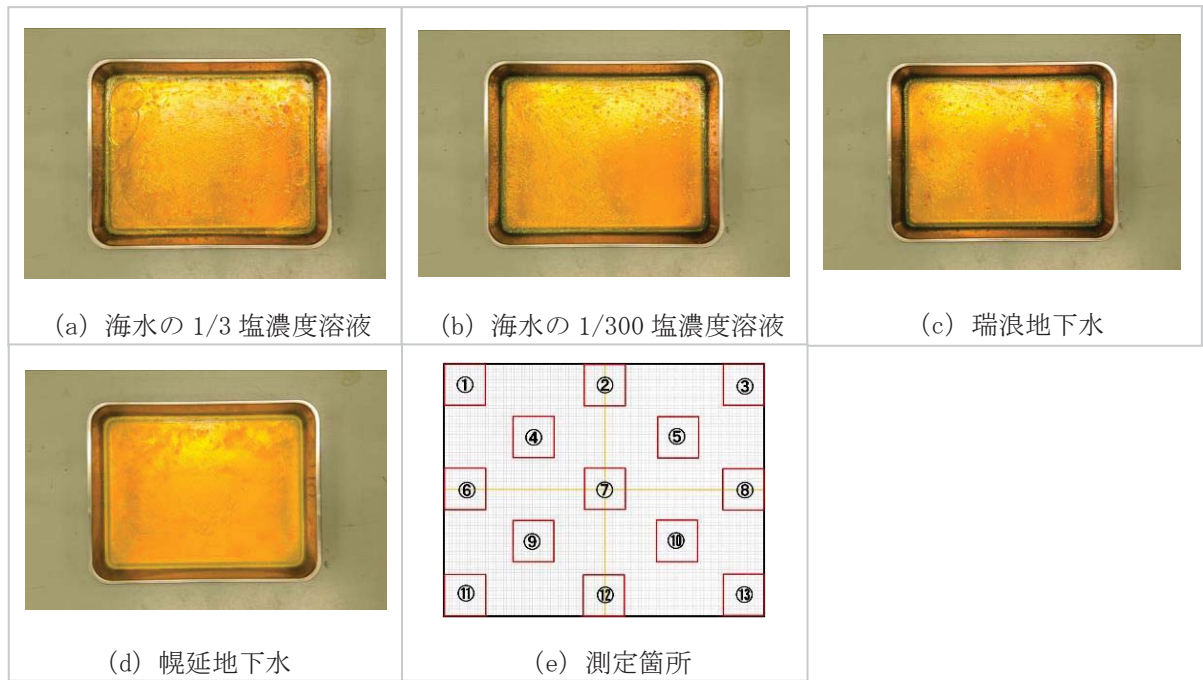 (a) 海水の 1/3 塩濃度溶液
(b) 海水の 1/300 塩濃度溶液
(c) 瑞浪地下水
① ② ③
④ ⑤
⑥ ⑦ ⑧
⑨ ⑩
⑪ ⑫ ⑬
(d) 幌延地下水
(e) 測定箇所